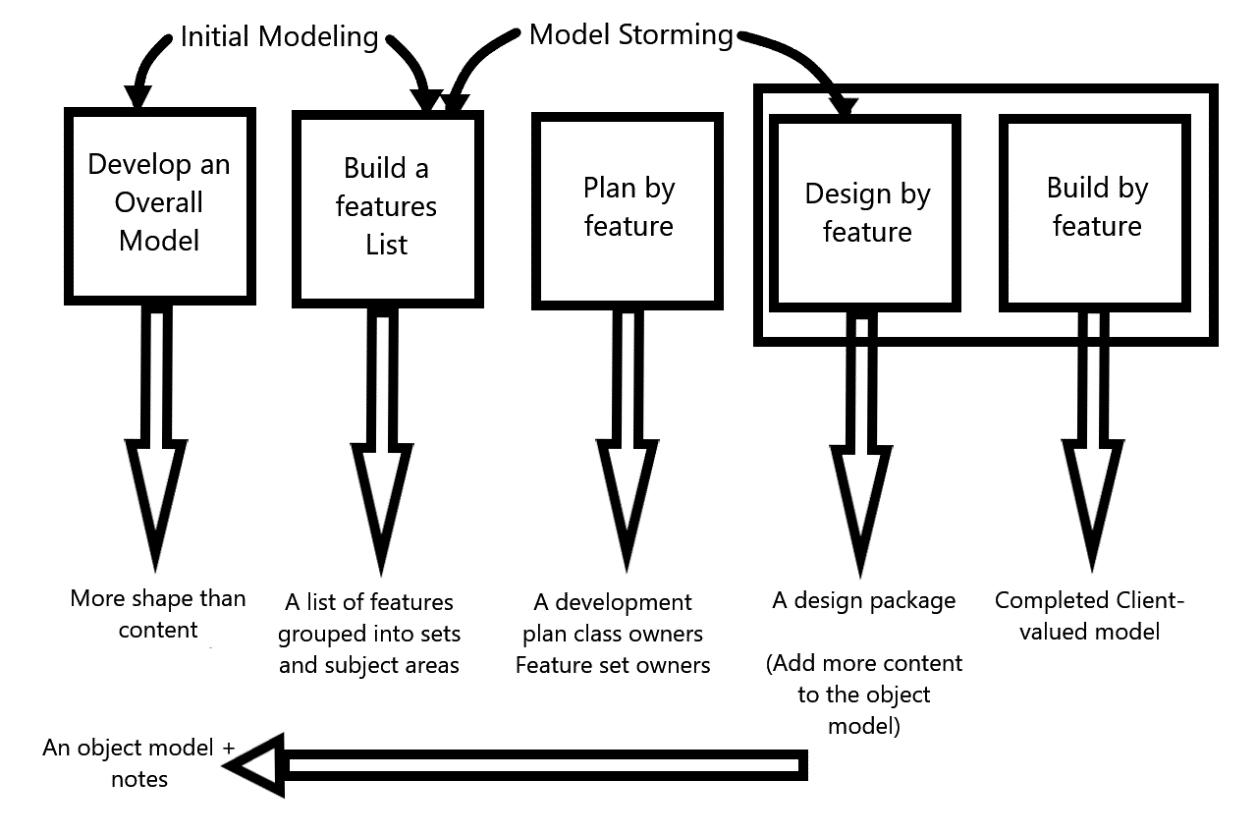 Initial Modeling
Model Storming
Develop an
Overall
Model
Build a
features
List
Plan by
feature
Design by
feature
Build by
feature
More shape than
content
A list of features
grouped into sets
and subject areas
A development
plan class owners
Feature set owners
A design package
(Add more content
to the object
model)
Completed Client-
valued model
An object model +
notes